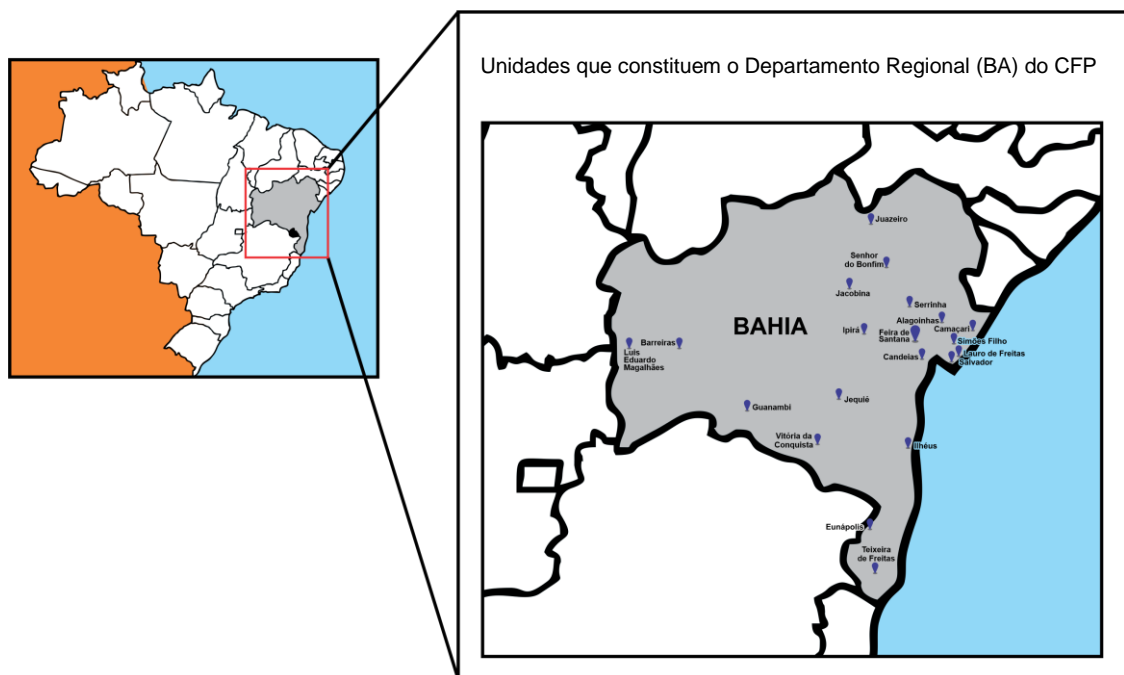 Unidades que constituem o Departamento Regional (BA) do CFP
Juazeiro
Senhor
do Bonfim
Jacobina
Serrinha
Alagoinhas
BAHIA
Ipirá
Feira de
Santana
Camaçari
Simões Filho
Barreiras
Luis
Eduardo
Magalhães
Candeias
Lauro de Freitas
Salvador
Guanambi
Jequié
Vitória da
Conquista
Ilhéus
Eunápolis
Teixeira
de Freitas